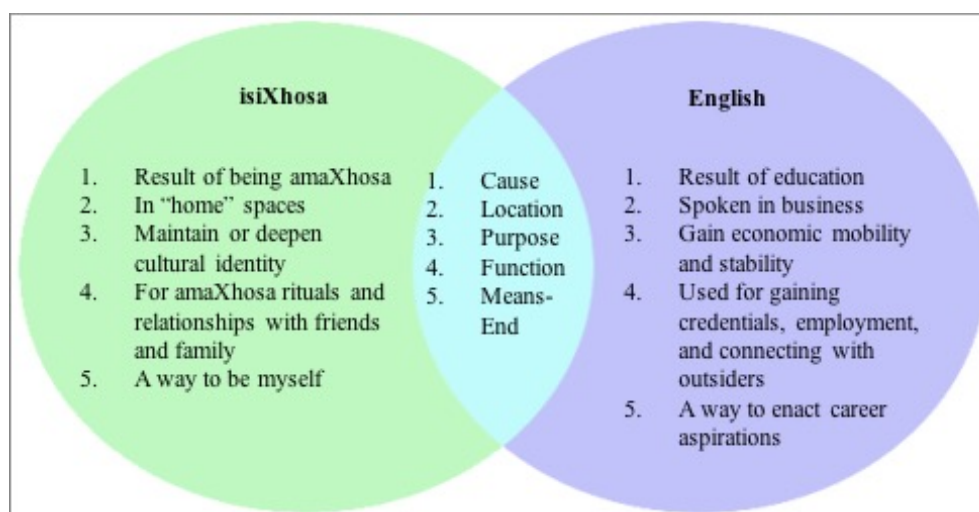 isiXhosa
1. Result of being amaXhosa
2. In “home” spaces
3. Maintain or deepen
cultural identity
4. For amaXhosa rituals and
relationships with friends
and family
5. A way to be myself
1. Cause
2. Location
3. Purpose
4. Function
5. Means-
End
English
1. Result of education
2. Spoken in business
3. Gain economic mobility
and stability
4. Used for gaining
credentials, employment,
and connecting with
outsiders
5. A way to enact career
aspirations